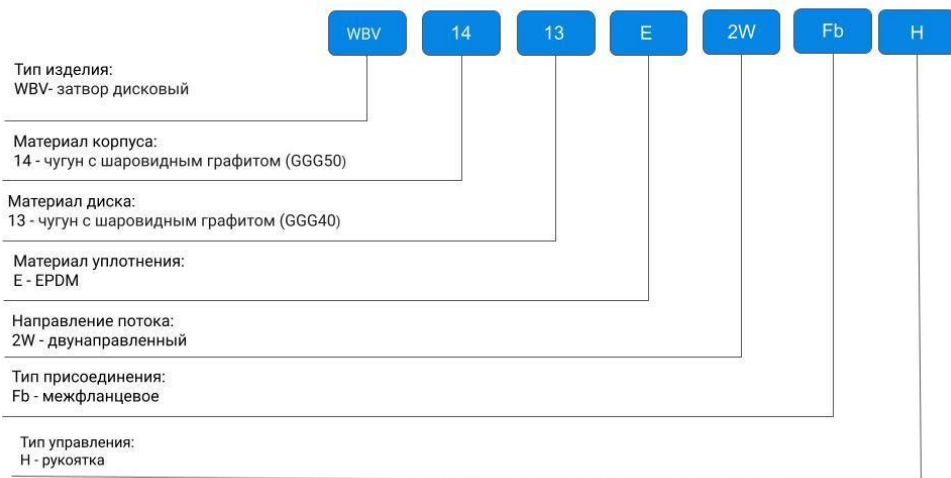 WBV 14 13 E 2W Fb H
Тип изделия:
WBV- затвор дисковый
Материал корпуса:
14 - чугун с шаровидным графитом (GGG50)
Материал диска:
13 - чугун с шаровидным графитом (GGG40)
Материал уплотнения:
E - EPDM
Направление потока:
2W - двунаправленный
Тип присоединения:
Fb - межфланцевое
Тип управления:
H - рукоятка